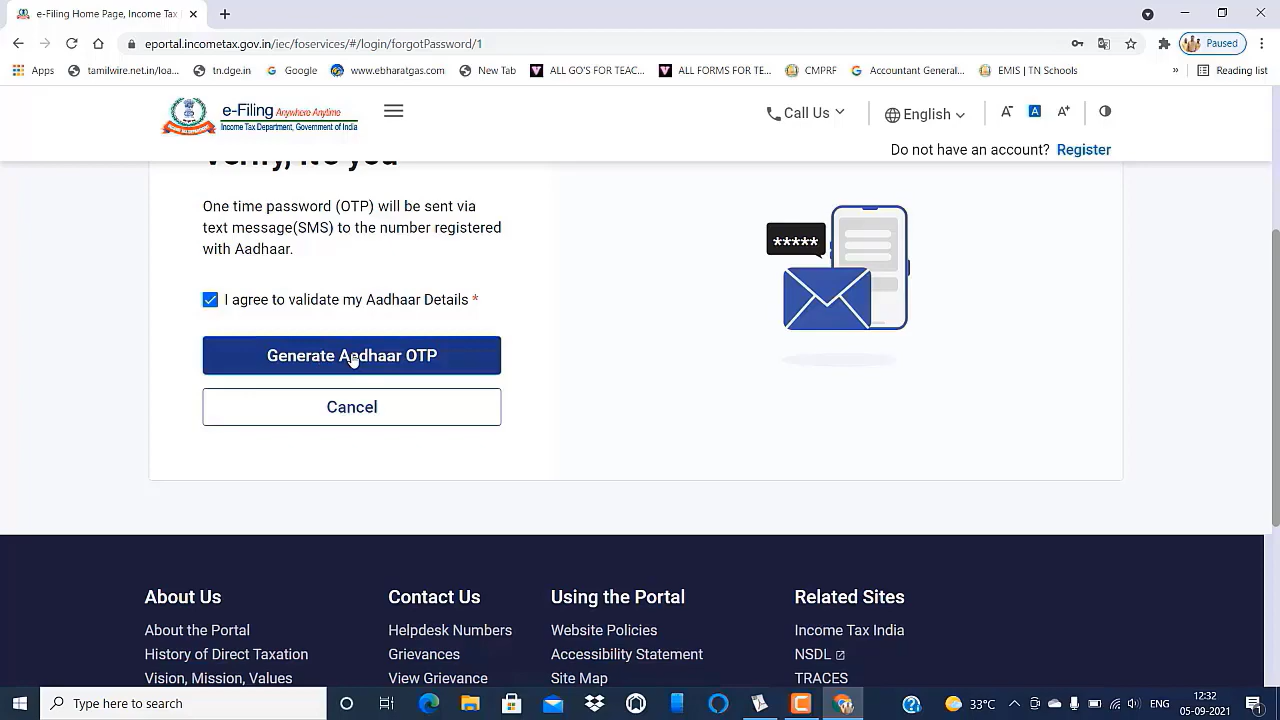 e-Filing Home Page, Income Tax
eportal.incometax.gov.in/iec/foservices/#/login/forgotPassword/1
Paused
Apps
tamilwire.net.in/loa...
tn.dge.in
Google
www.ebharatgas.com
New Tab
ALL GO'S FOR TEAC...
ALL FORMS FOR TE...
CMPRF
Accountant General...
EMIS | TN Schools
»
Reading list
e-Filing Anywhere Anytime
Income Tax Department, Government of India
Call Us
English
A-
A
A+
Do not have an account? Register
Verify, It's you
One time password (OTP) will be sent via
text message(SMS) to the number registered
with Aadhaar.
*****
I agree to validate my Aadhaar Details *
Generate Aadhaar OTP
Cancel
About Us
Contact Us
Using the Portal
Related Sites
About the Portal
Helpdesk Numbers
Website Policies
Income Tax India
History of Direct Taxation
Grievances
Accessibility Statement
NSDL
Vision, Mission, Values
View Grievance
Site Map
TRACES
Type here to search
33°C
ENG
12:32
05-09-2021